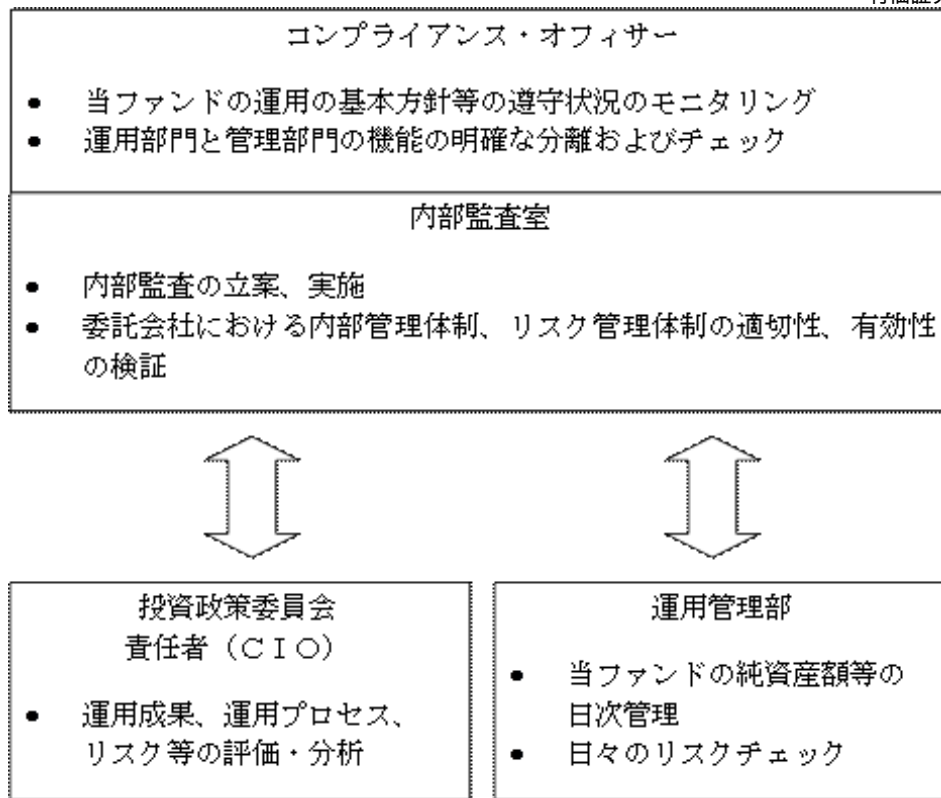 コンプライアンス・オフィサー
● 当ファンドの運用の基本方針等の遵守状況のモニタリング
● 運用部門と管理部門の機能の明確な分離およびチェック
内部監査室
● 内部監査の立案、実施
● 委託会社における内部管理体制、リスク管理体制の適切性、有効性
の検証
投資政策委員会
責任者（ＣＩＯ）
● 運用成果、運用プロセス、
リスク等の評価・分析
運用管理部
● 当ファンドの純資産額等の
日次管理
● 日々のリスクチェック